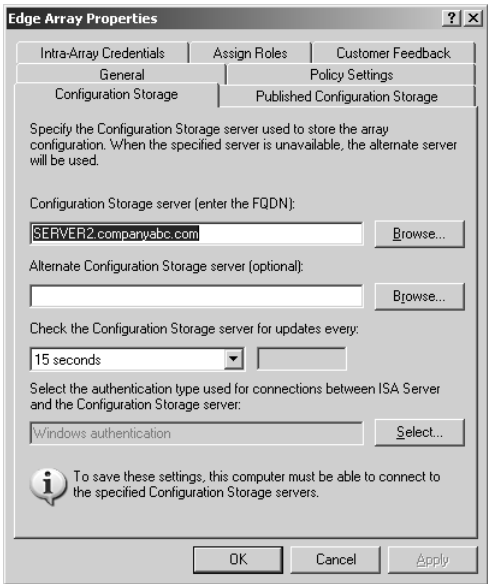 Edge Array Properties
Intra-Array Credentials
Assign Roles
Customer Feedback
General
Policy Settings
Configuration Storage
Published Configuration Storage
Specify the Configuration Storage server used to store the array
configuration. When the specified server is unavailable, the alternate server
will be used.
Configuration Storage server (enter the FQDN):
SERVER2.companyabc.com
Browse...
Alternate Configuration Storage server (optional):
Browse...
Check the Configuration Storage server for updates every:
15 seconds
Select the authentication type used for connections between ISA Server
and the Configuration Storage server:
Windows authentication
Select...
To save these settings, this computer must be able to connect to
the specified Configuration Storage servers.
OK
Cancel
Apply